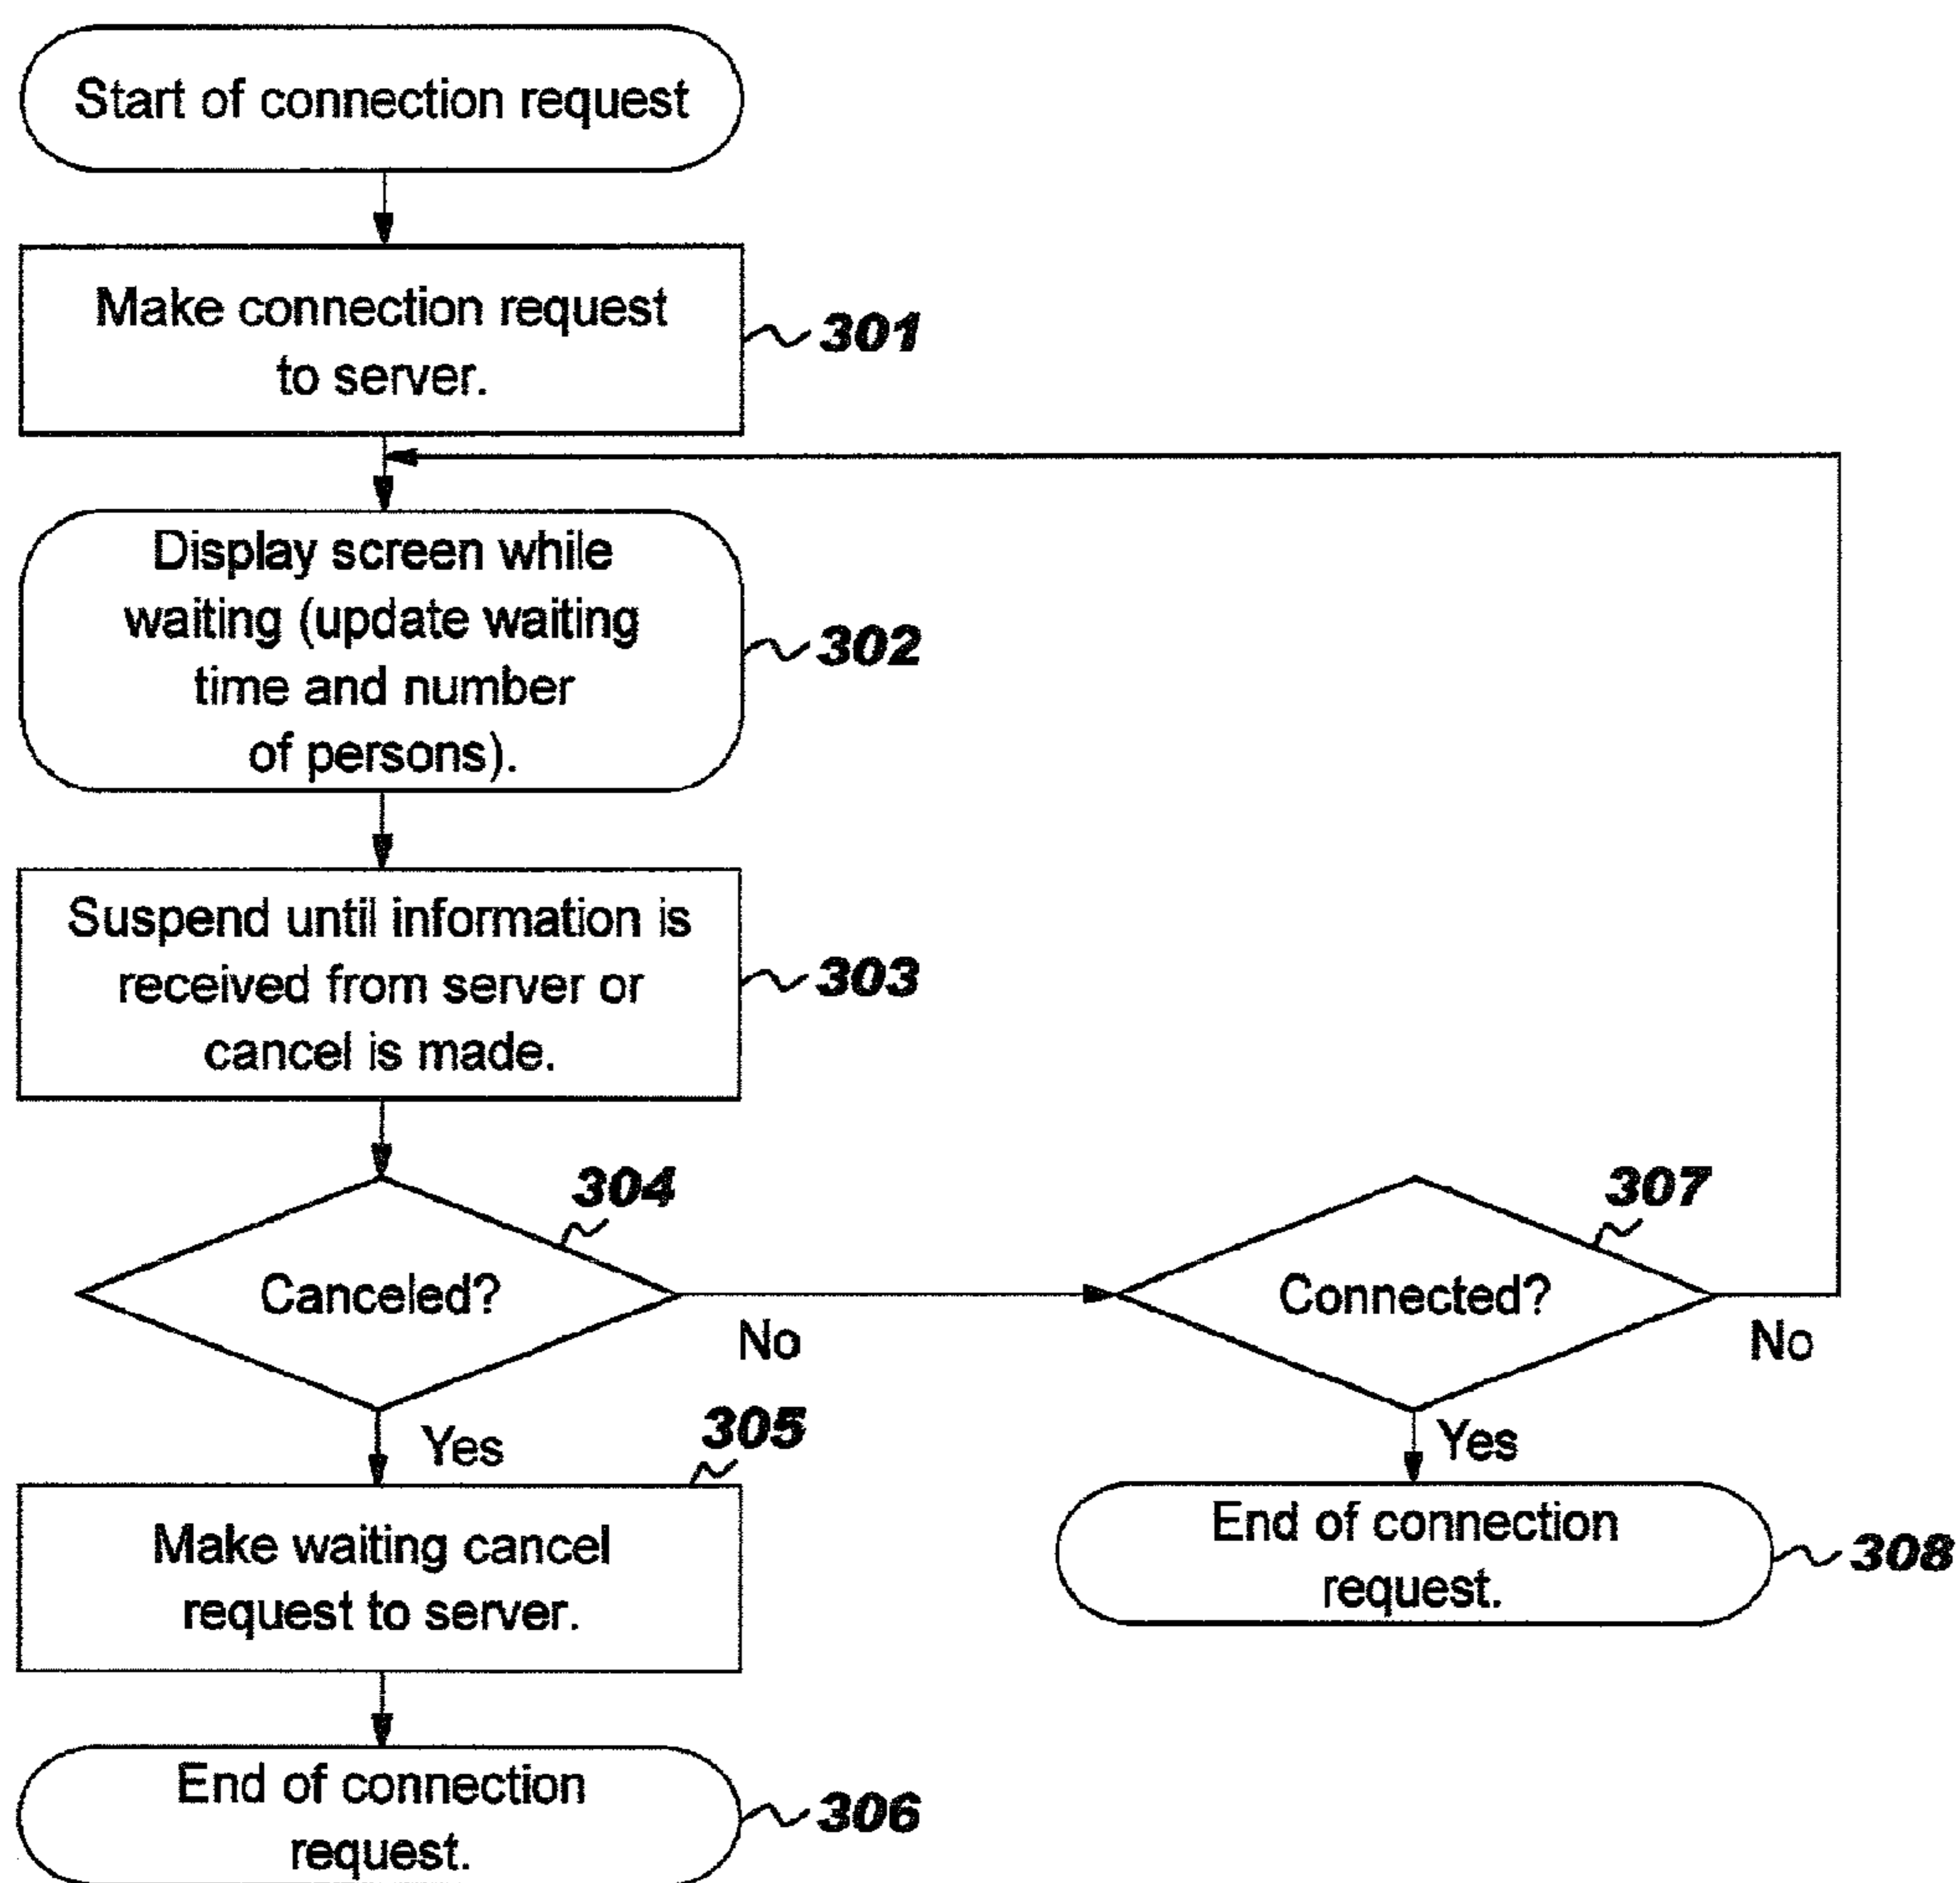 Start of connection request
Make connection request
to server.
301
Display screen while
waiting (update waiting
time and number
of persons).
302
Suspend until information is
received from server or
cancel is made.
303
304
Canceled?
No
Yes
307
Connected?
No
Yes
305
Make waiting cancel
request to server.
End of connection
request.
308
End of connection
request.
306